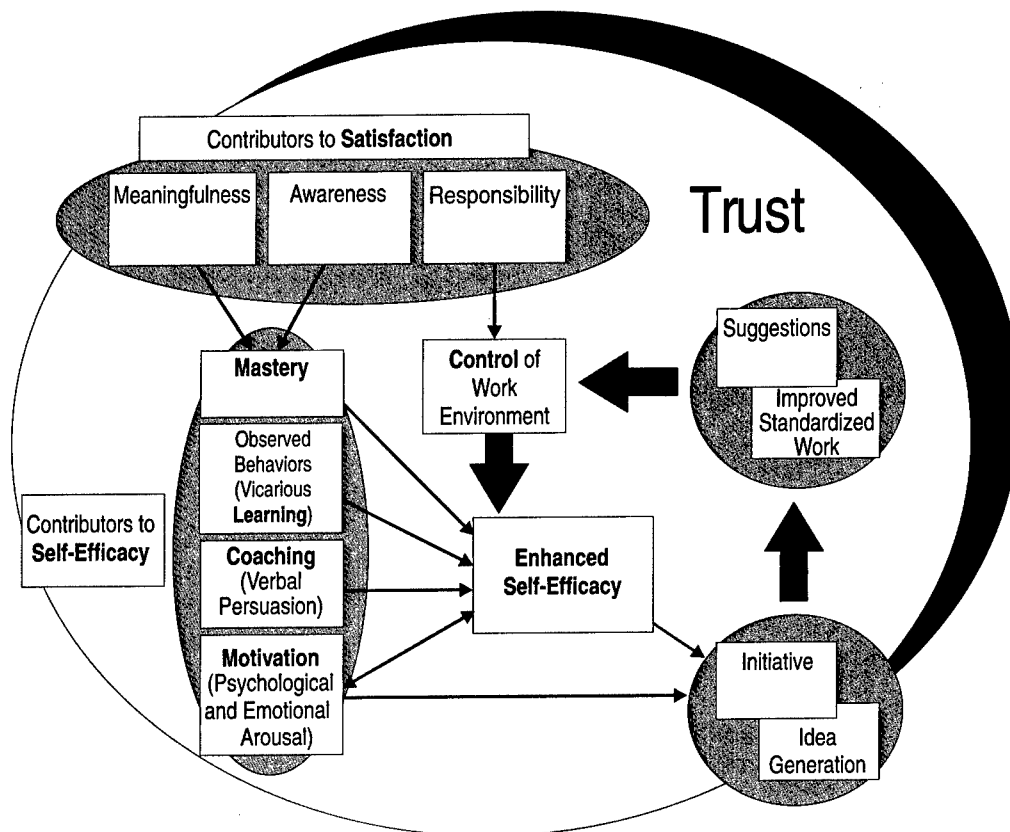 Contributors to Satisfaction
Meaningfulness
Awareness
Responsibility
Trust
Mastery
Observed
Behaviors
(Vicarious
Learning)
Coaching
(Verbal
Persuasion)
Motivation
(Psychological
and Emotional
Arousal)
Contributors to
Self-Efficacy
Control of
Work
Environment
Enhanced
Self-Efficacy
Suggestions
Improved
Standardized
Work
Initiative
Idea
Generation